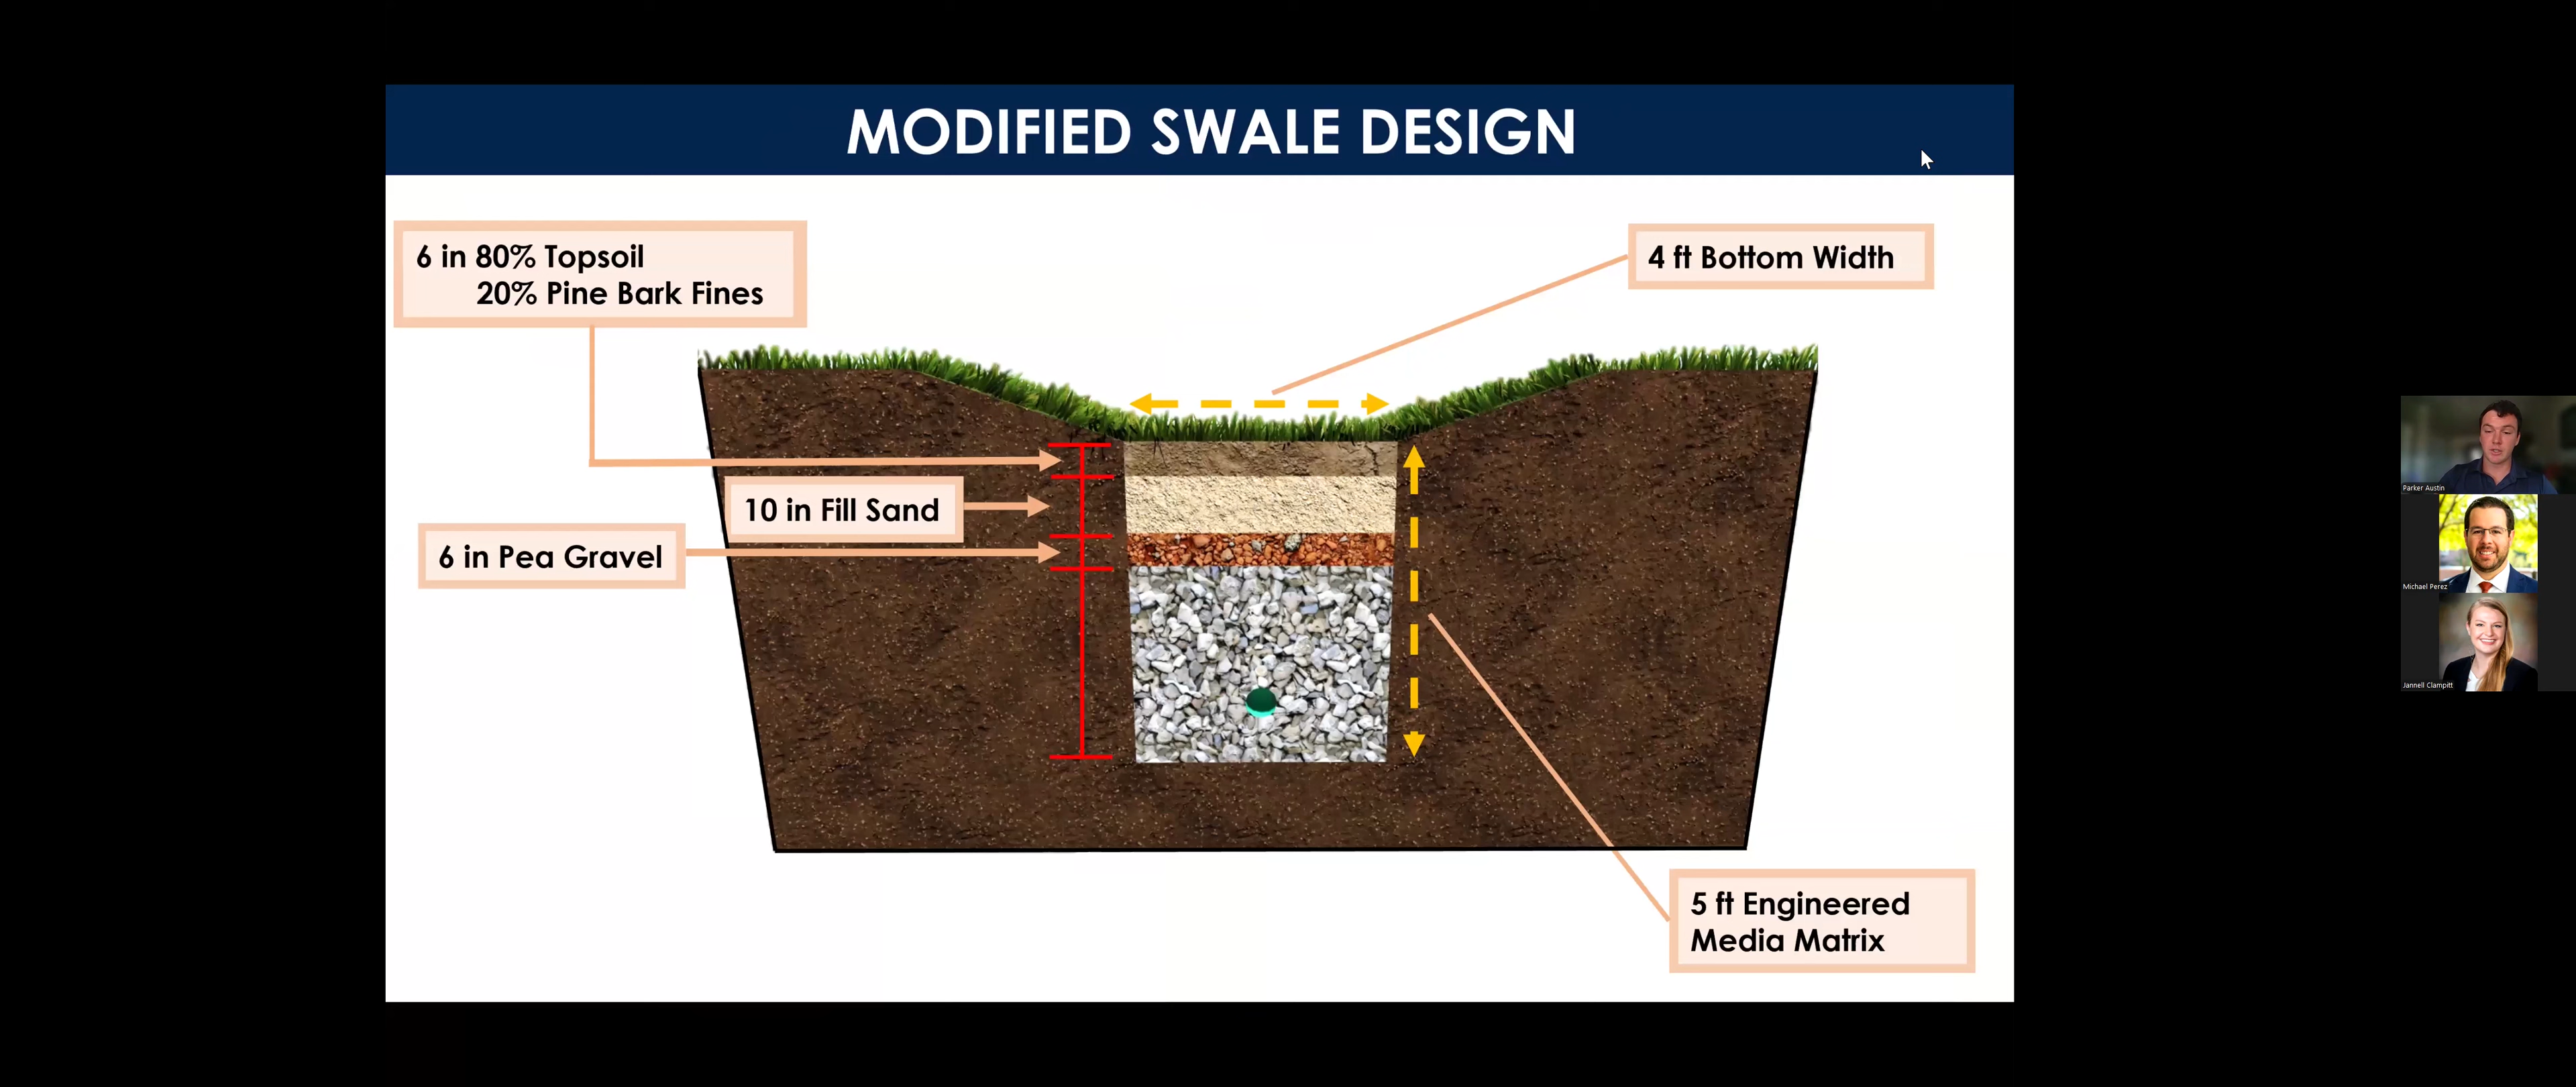 MODIFIED SWALE DESIGN
6 in 80% Topsoil
20% Pine Bark Fines
4 ft Bottom Width
10 in Fill Sand
6 in Pea Gravel
5 ft Engineered
Media Matrix
Parker Austin
Michael Perez
Jannell Clampitt